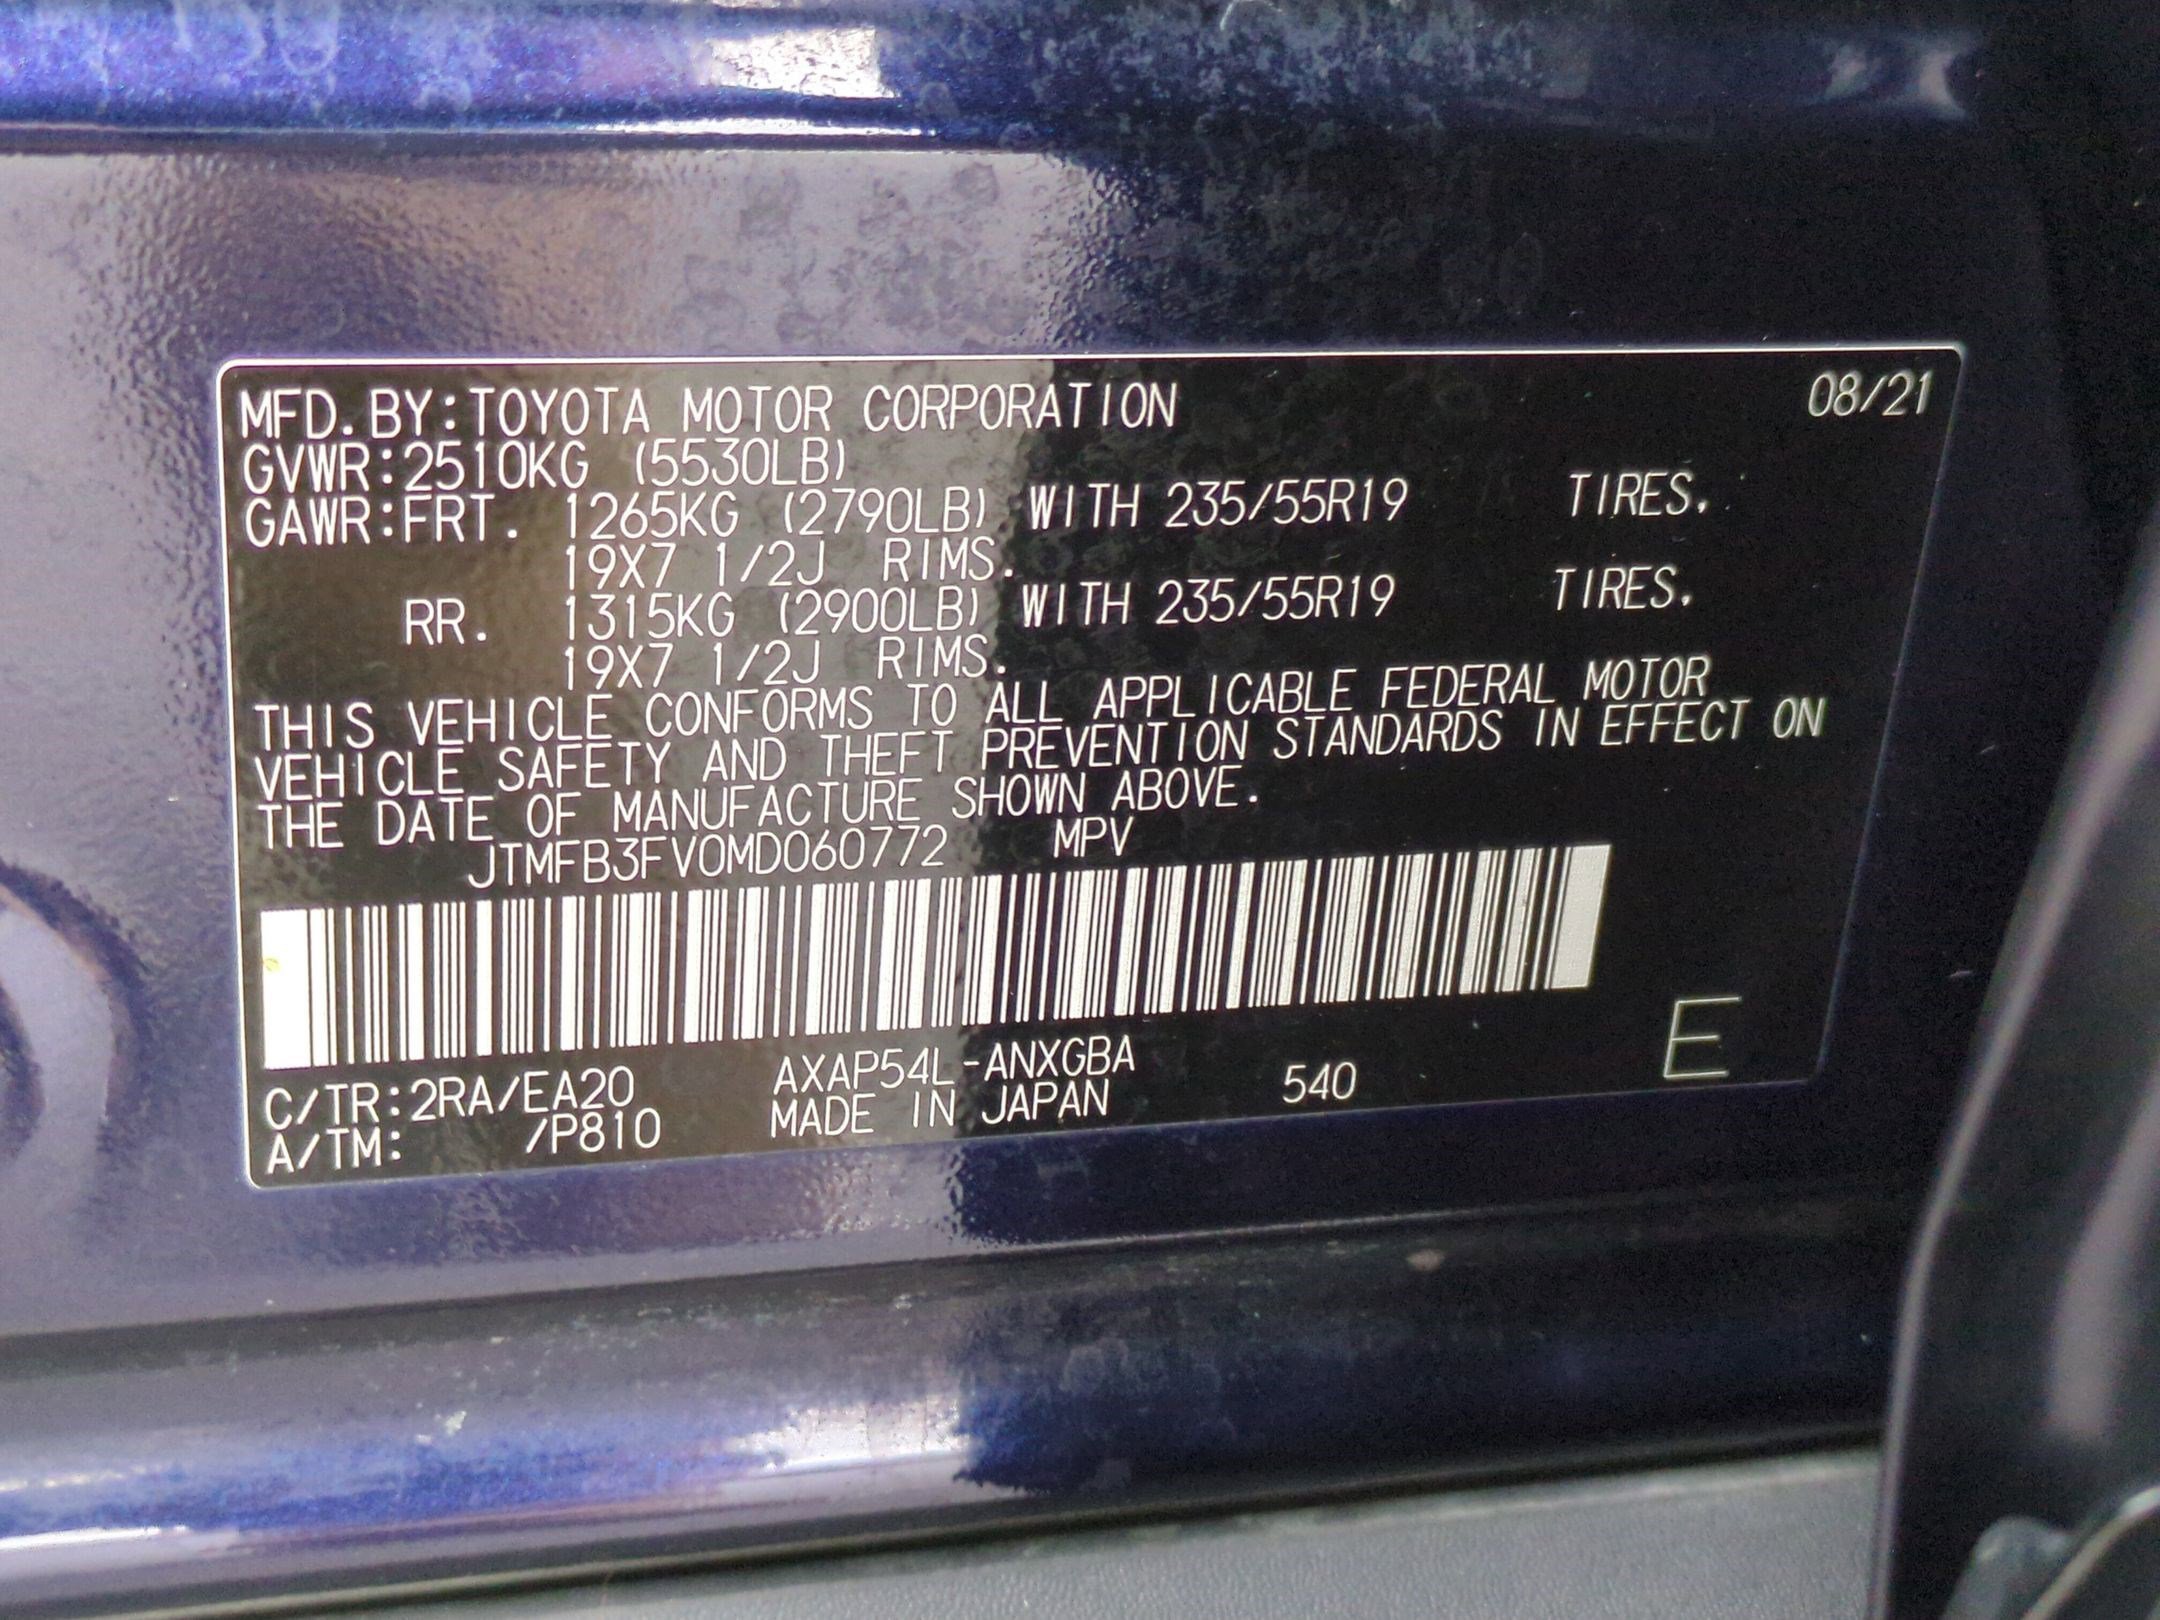 MFD. BY:TOYOTA MOTOR CORPORATION 08/21
GVWR:2510KG (5530LB)
GAWR:FRT. 1265KG (2790LB) WITH 235/55R19 TIRES.
19X7 1/2J RIMS.
RR. 1315KG (2900LB) WITH 235/55R19 TIRES.
19X7 1/2J RIMS.
THIS VEHICLE CONFORMS TO ALL APPLICABLE FEDERAL MOTOR
VEHICLE SAFETY AND THEFT PREVENTION STANDARDS IN EFFECT ON
THE DATE OF MANUFACTURE SHOWN ABOVE.
JTMFB3FV0MD060772 MPV
E
C/TR:2RA/EA20 AXAP54L-ANXGBA 540
A/TM: /P810 MADE IN JAPAN